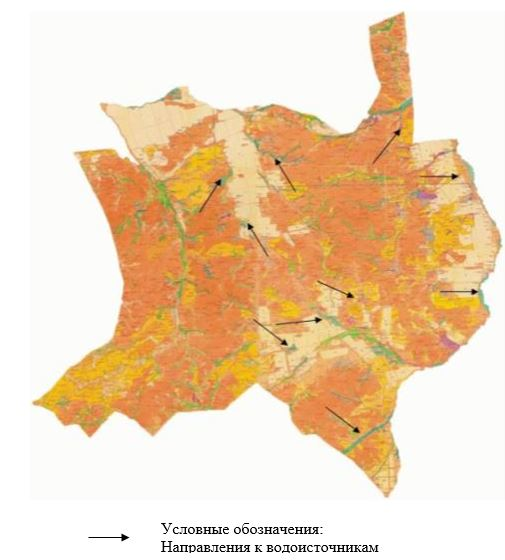 Условные обозначения:
Направления к водоисточникам